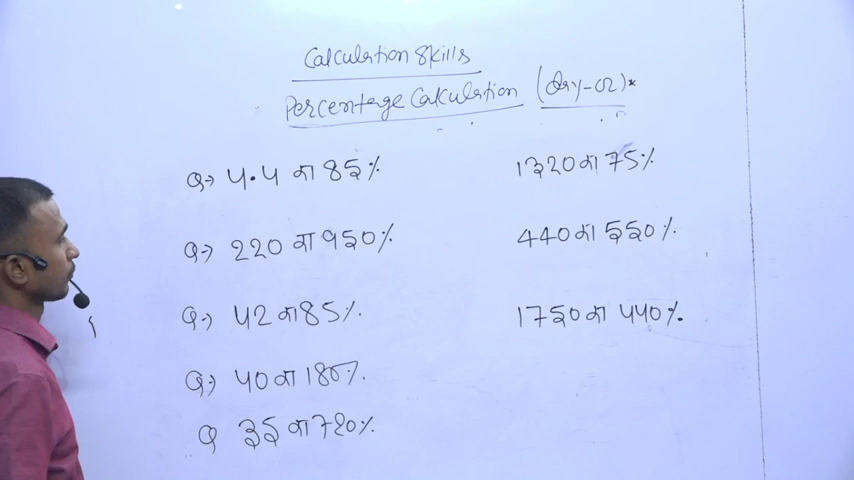 Calculation Skills
Percentage Calculation (day-02)*
Q→ 4.4 का 85%
Q→ 220 का 950%
Q→ 42 का 85%
Q→ 40 का 180%
Q 35 का 720%
1320 का 75%
440 का 550%
1750 का 440%